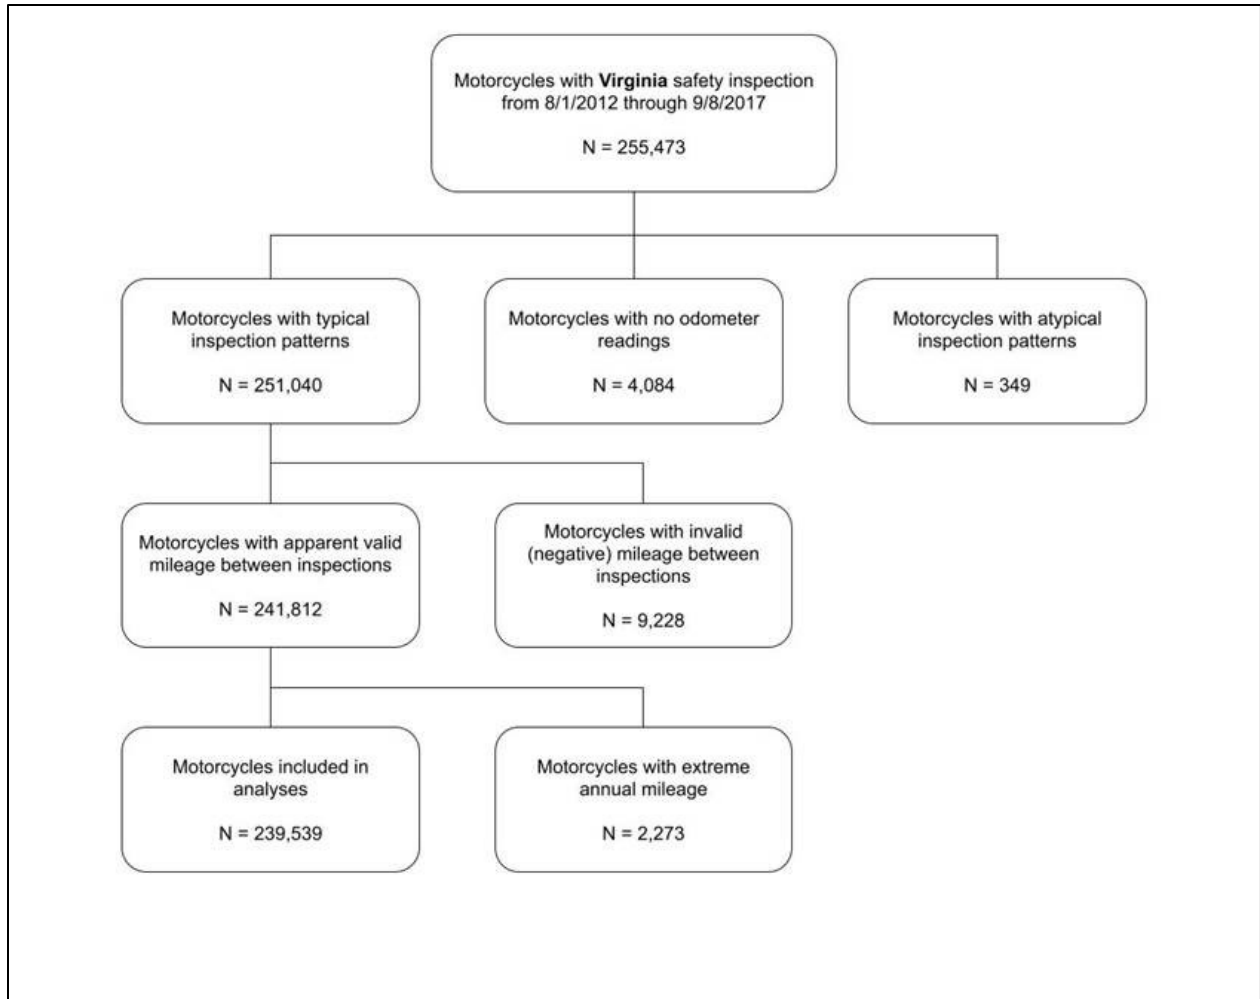 Motorcycles with Virginia safety inspection
from 8/1/2012 through 9/8/2017
N = 255,473
Motorcycles with typical
inspection patterns
N = 251,040
Motorcycles with no odometer
readings
N = 4,084
Motorcycles with atypical
inspection patterns
N = 349
Motorcycles with apparent valid
mileage between inspections
N = 241,812
Motorcycles with invalid
(negative) mileage between
inspections
N = 9,228
Motorcycles included in
analyses
N = 239,539
Motorcycles with extreme
annual mileage
N = 2,273